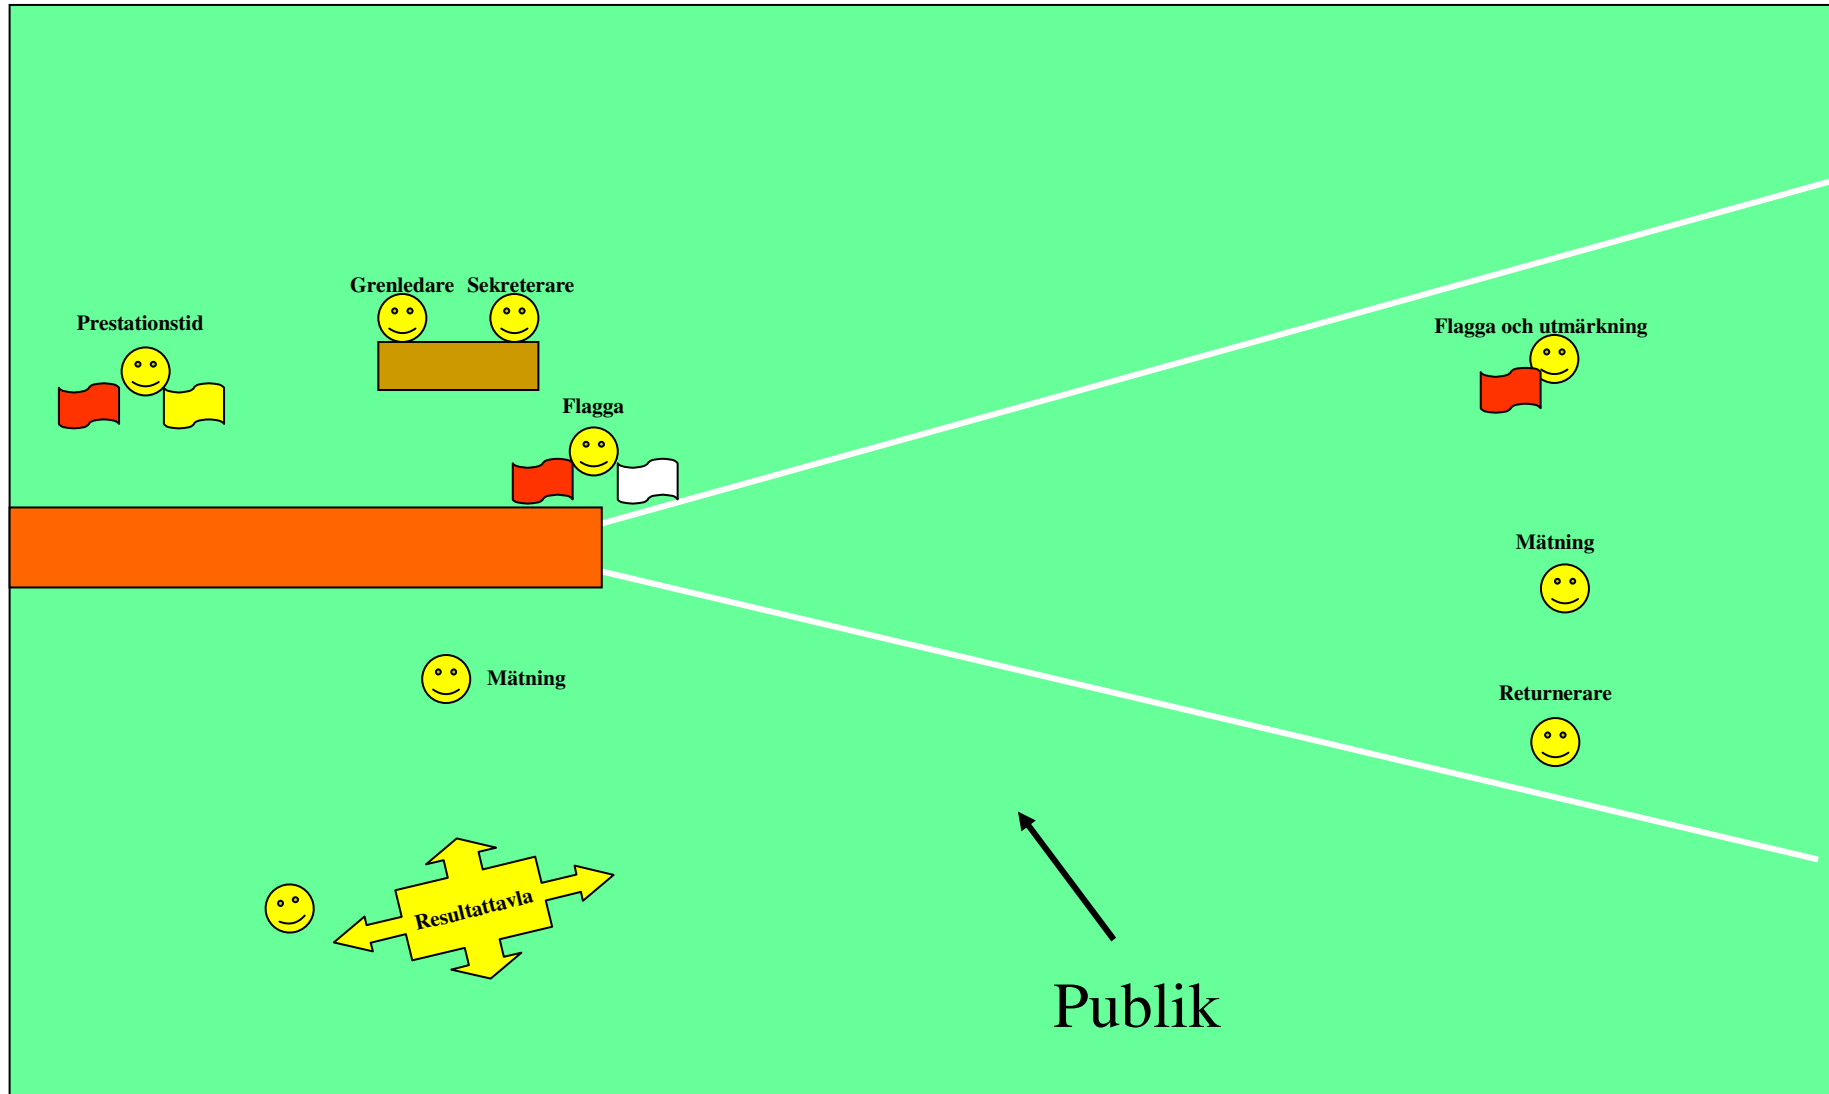 Grenledare Sekreterare
Prestationstid
Flagga och utmärkning
Flagga
Mätning
Mätning
Returnerare
Resultattavla
Publik